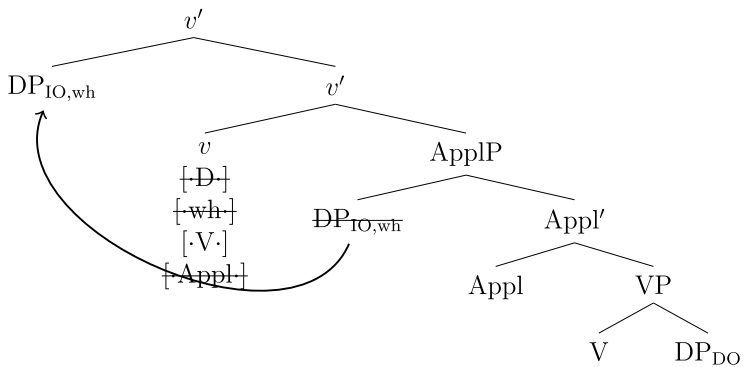 v′
DP_IO,wh v′
v ApplP
[·D·]
[·wh·] DP_IO,wh Appl′
[·V·]
[·Appl·] Appl VP
V DP_DO